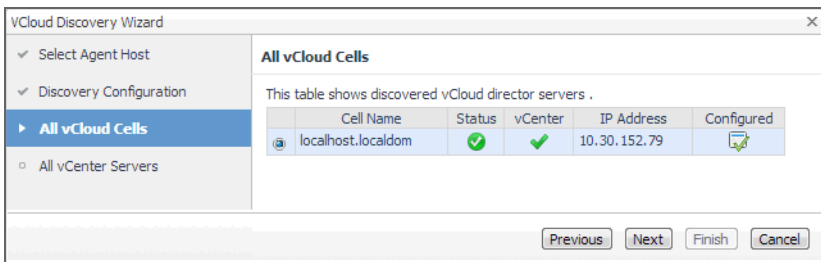 VCloud Discovery Wizard
Select Agent Host
Discovery Configuration
All vCloud Cells
All vCenter Servers
All vCloud Cells
This table shows discovered vCloud director servers .
Cell Name Status vCenter IP Address Configured
localhost.localdom 10.30.152.79
Previous Next Finish Cancel